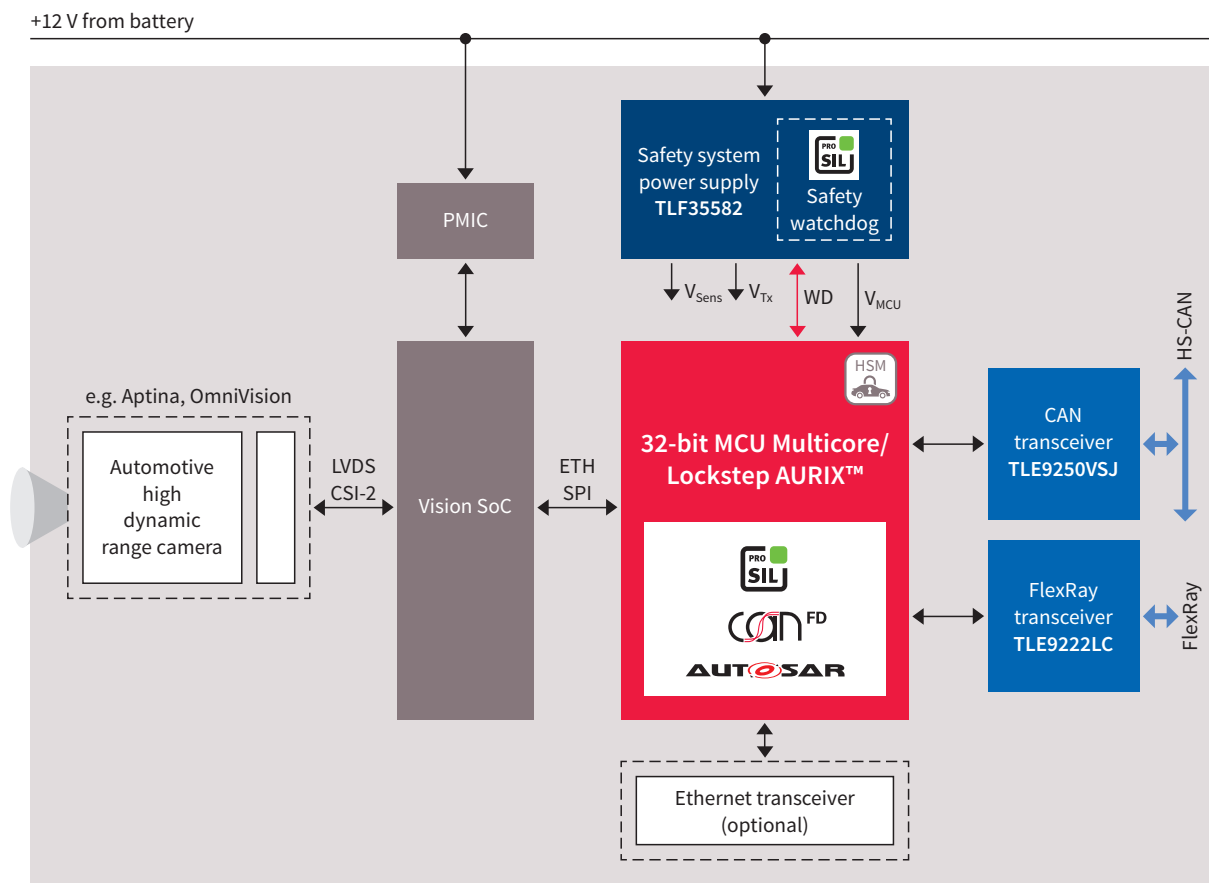 +12 V from battery
PRO
SIL
Safety system
power supply
TLF35582
Safety
watchdog
PMIC
VSens
VTx
WD
VMCU
HS-CAN
HSM
e.g. Aptina, OmniVision
CAN
transceiver
TLE9250VSJ
32-bit MCU Multicore/
Lockstep AURIX™
Automotive
high
dynamic
range camera
LVDS
CSI-2
Vision SoC
ETH
SPI
PRO
SIL
CAN FD
AUTOSAR
FlexRay
transceiver
TLE9222LC
FlexRay
Ethernet transceiver
(optional)